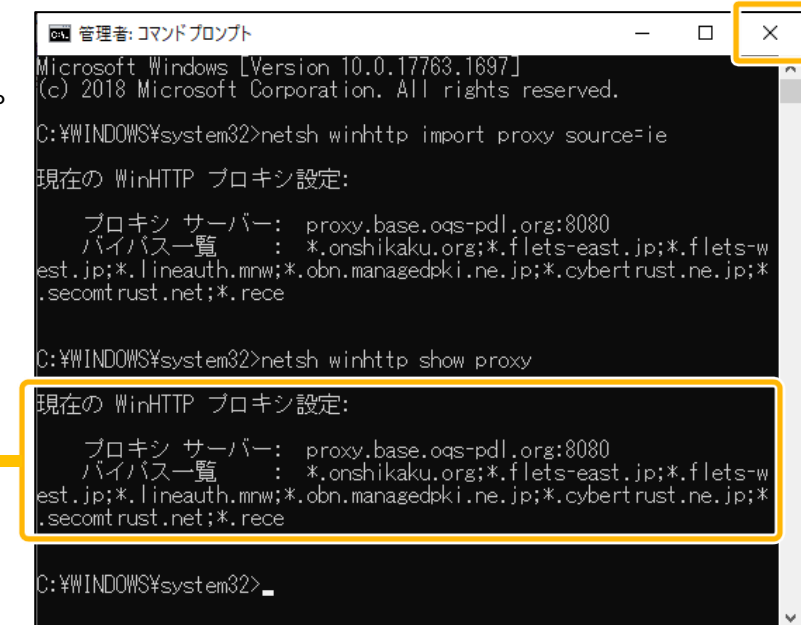 管理者: コマンド プロンプト
Microsoft Windows [Version 10.0.17763.1697]
(c) 2018 Microsoft Corporation. All rights reserved.
。
C:¥WINDOWS¥system32>netsh winhttp import proxy source=ie
現在の WinHTTP プロキシ設定:
プロキシ サーバー: proxy.base.oqs-pdl.org:8080
バイパス一覧 : *.onshikaku.org;*.flets-east.jp;*.flets-w
est.jp;*.lineauth.mnw;*.obn.managedpki.ne.jp;*.cybertrust.ne.jp;*
.secomtrust.net;*.rece
C:¥WINDOWS¥system32>netsh winhttp show proxy
現在の WinHTTP プロキシ設定:
プロキシ サーバー: proxy.base.oqs-pdl.org:8080
バイパス一覧 : *.onshikaku.org;*.flets-east.jp;*.flets-w
est.jp;*.lineauth.mnw;*.obn.managedpki.ne.jp;*.cybertrust.ne.jp;*
.secomtrust.net;*.rece
C:¥WINDOWS¥system32>